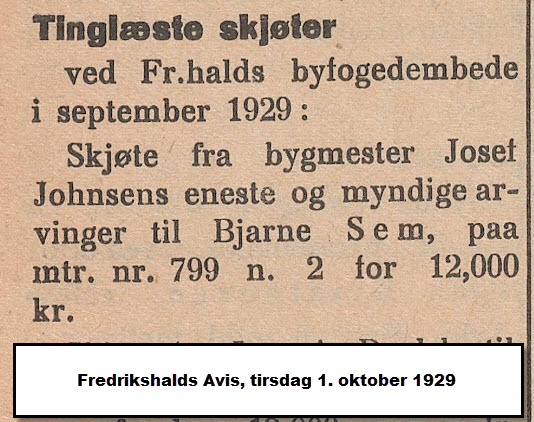 Tinglæste skjøter
ved Fr.halds byfogedembede
i september 1929:
Skjøte fra bygmester Josef
Johnsens eneste og myndige ar-
vinger til Bjarne Sem, paa
mtr. nr. 799 n. 2 for 12,000
kr.
Fredrikshalds Avis, tirsdag 1. oktober 1929